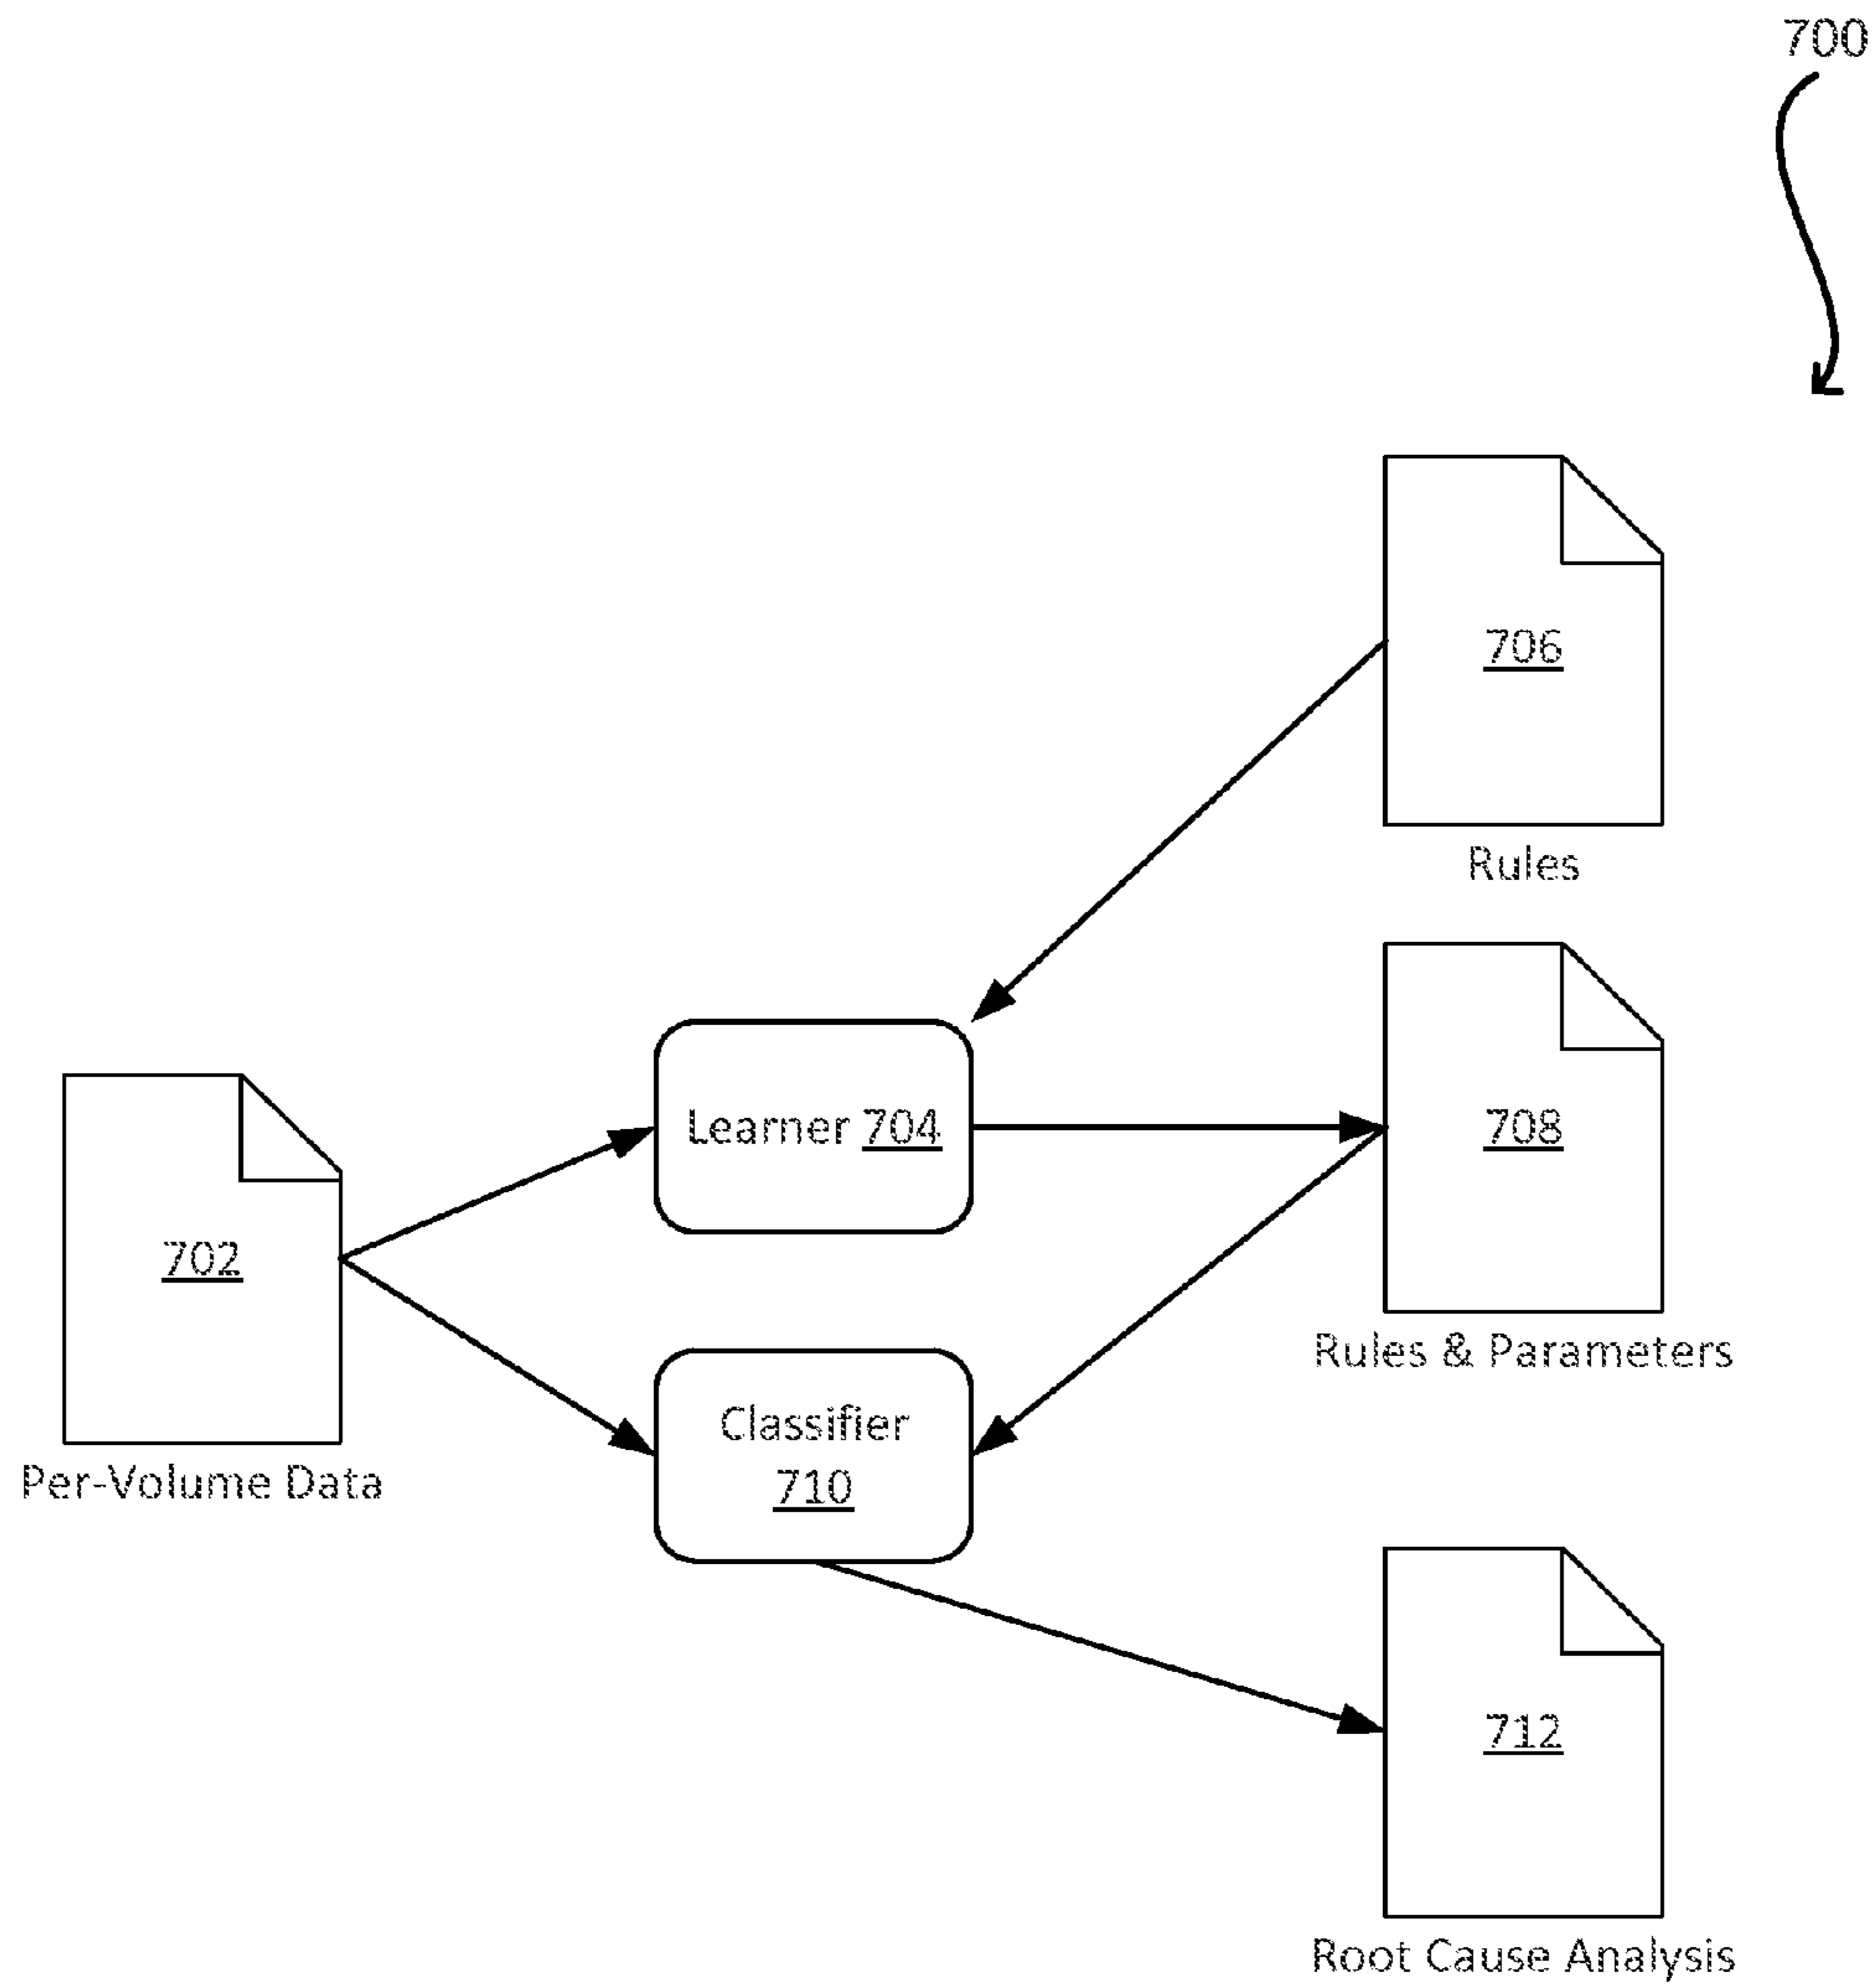 700
706
Rules
Learner 704
708
702
Rules & Parameters
Classifier
710
Per-Volume Data
712
Root Cause Analysis